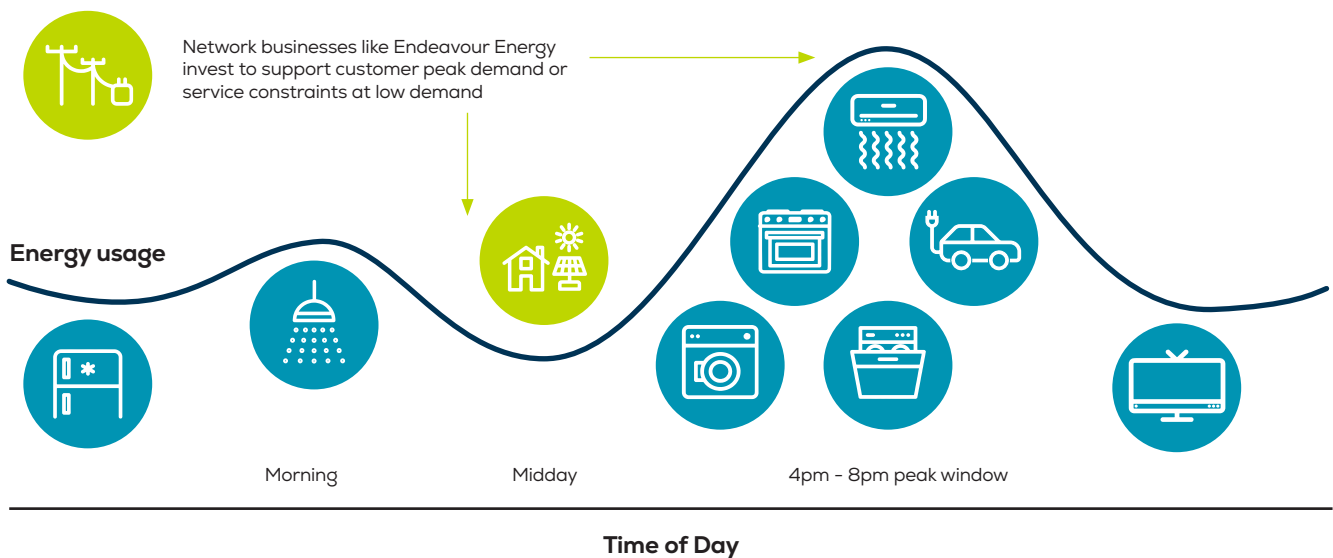 Network businesses like Endeavour Energy
invest to support customer peak demand or
service constraints at low demand
Energy usage
Morning
Midday
4pm - 8pm peak window
Time of Day